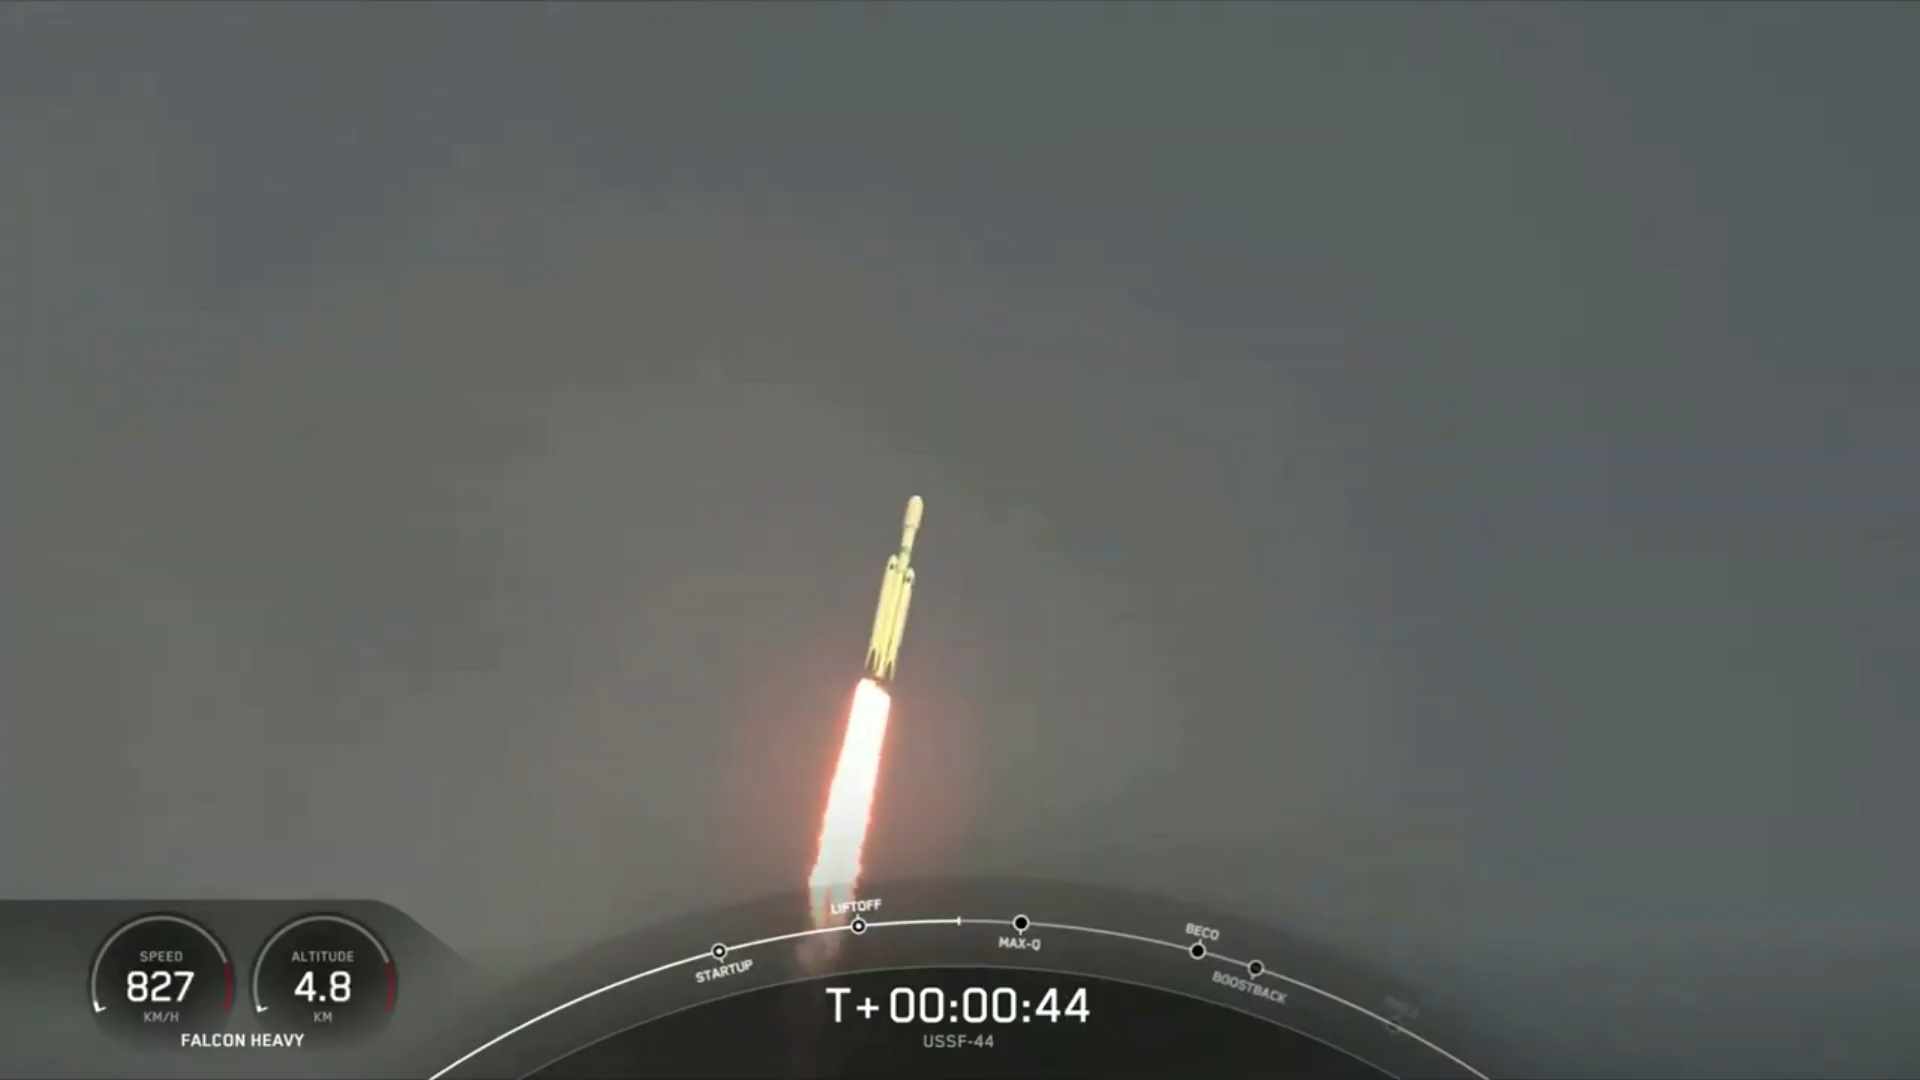 LIFTOFF
BECO
STARTUP
MAX-Q
BOOSTBACK
SPEED
827
KM/H
ALTITUDE
4.8
KM
FALCON HEAVY
T+00:00:44
USSF-44